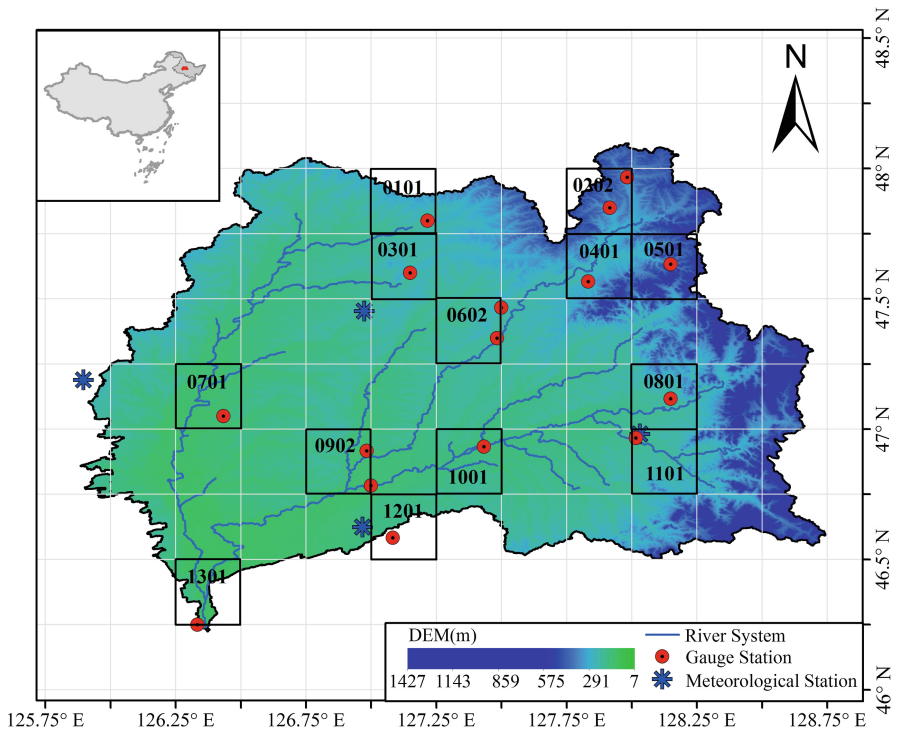 48.5° N
N
48° N
0101
0202
0301
0401
0501
47.5° N
0602
0701
0801
47° N
0902
1001
1101
1201
46.5° N
1301
DEM(m)
1427 1143 859 575 291 7
River System
Gauge Station
Meteorological Station
46° N
125.75° E 126.25° E 126.75° E 127.25° E 127.75° E 128.25° E 128.75° E